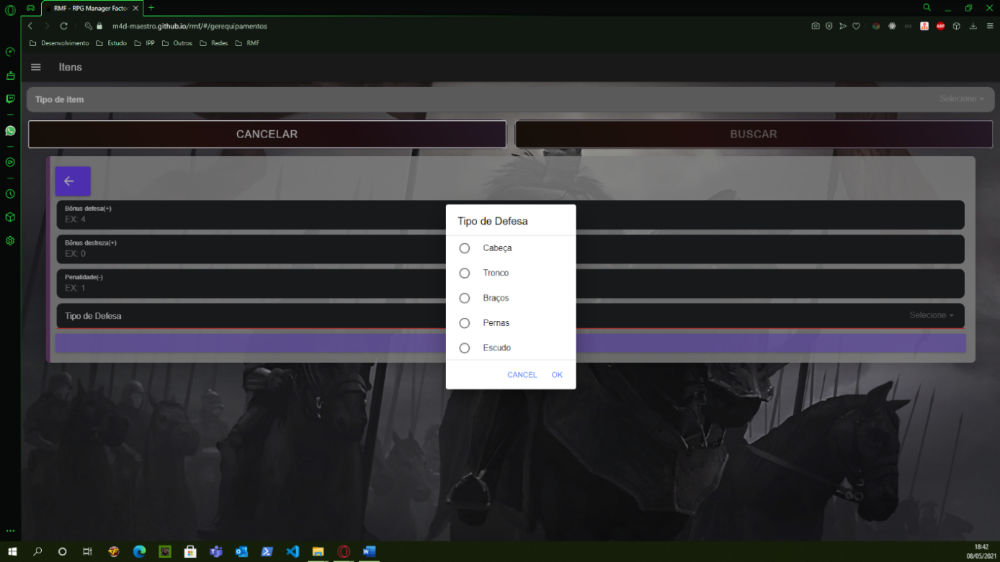 RMF - RPG Manager Facto
m4d-maestro.github.io/rmf/#/gerequipamentos
Desenvolvimento Estudo IPP Outros Redes RMF
Itens
Tipo de item Selecione
CANCELAR BUSCAR
Bônus defesa(+)
EX: 4
Bônus destreza(+)
EX: 0
Penalidade(-)
EX: 1
Tipo de Defesa Selecione
Tipo de Defesa
Cabeça
Tronco
Braços
Pernas
Escudo
CANCEL OK
18:42
08/05/2021